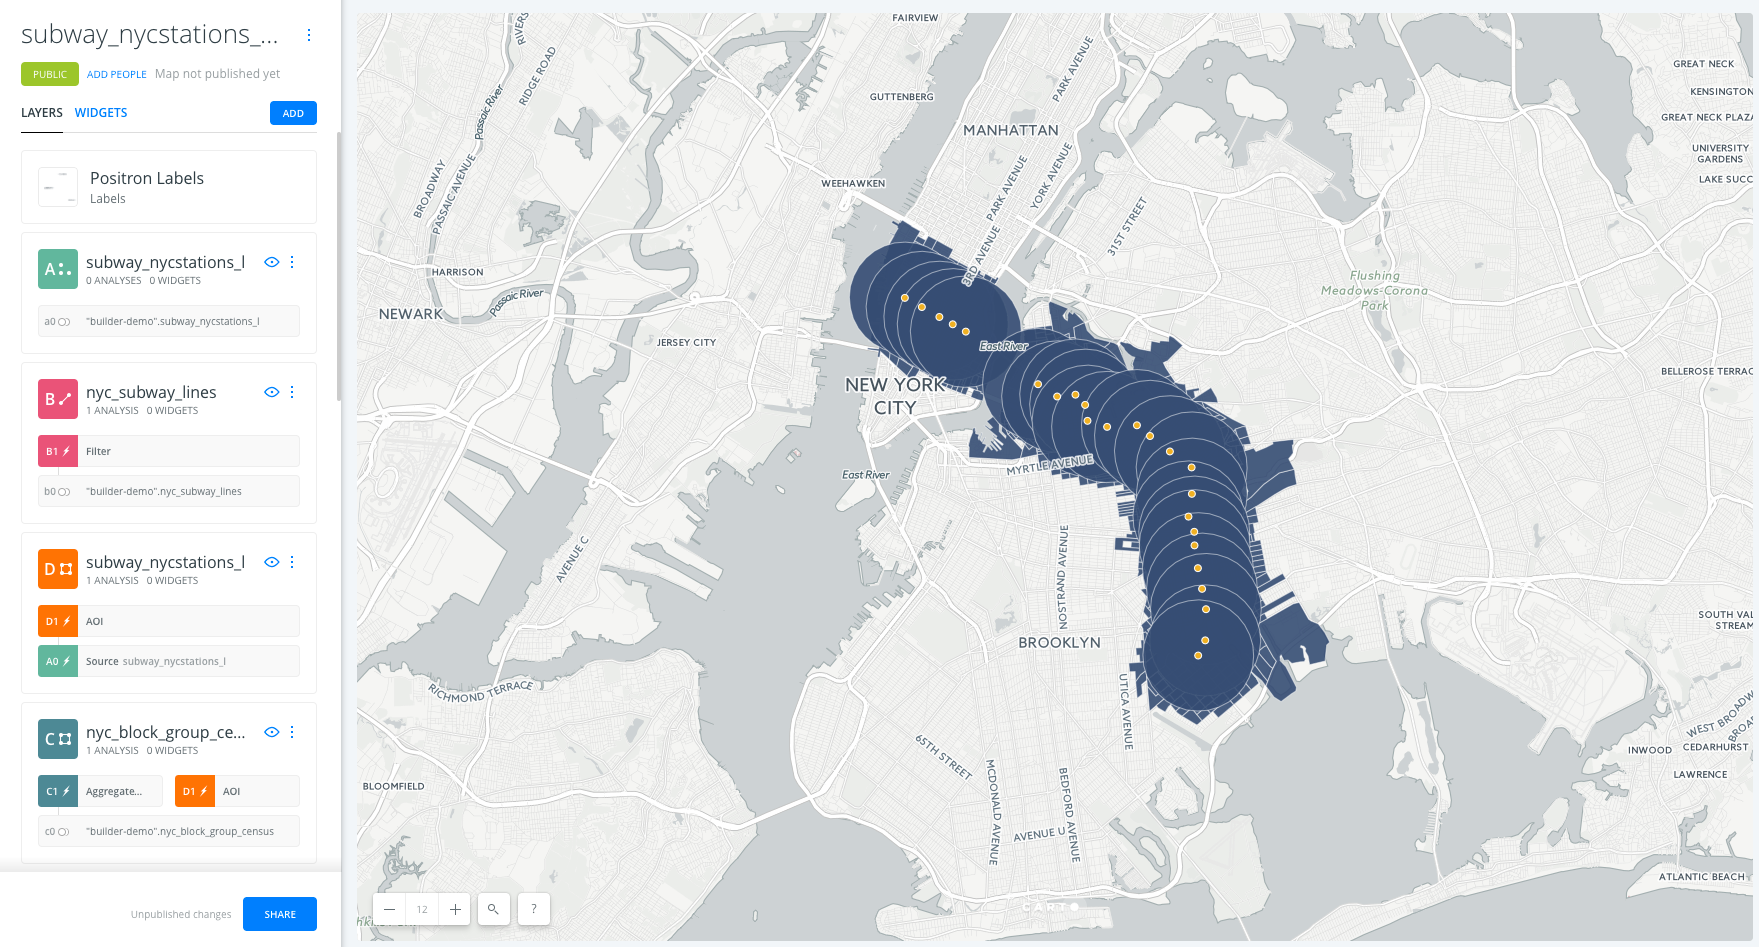 subway_nycstations_...
PUBLIC
ADD PEOPLE
Map not published yet
LAYERS
WIDGETS
ADD
Positron Labels
Labels
A
subway_nycstations_l
0 ANALYSES 0 WIDGETS
a0
"builder-demo".subway_nycstations_l
B
nyc_subway_lines
1 ANALYSIS 0 WIDGETS
B1
Filter
b0
"builder-demo".nyc_subway_lines
D
subway_nycstations_l
1 ANALYSIS 0 WIDGETS
D1
AOI
A0
Source subway_nycstations_l
C
nyc_block_group_ce...
1 ANALYSIS 0 WIDGETS
C1
Aggregate...
D1
AOI
c0
"builder-demo".nyc_block_group_census
Unpublished changes
SHARE
FAIRVIEW
RIDGE ROAD
PARK AVENUE
GREAT NECK
KENSINGTON
GUTTENBERG
Passaic River
GREAT NECK PLAZA
MANHATTAN
UNIVERSITY
GARDENS
LAKE SUCC
BROADWAY
PASSAIC AVENUE
WEEHAWKEN
PARK AVENUE
YORK AVENUE
31ST STREET
3RD AVENUE
HARRISON
Passaic River
Flushing
Meadows-Corona
Park
NEWARK
JERSEY CITY
East River
BELLEROSE TERRAC
NEW YORK
CITY
MYRTLE AVENUE
East River
AVENUE C
NOSTRAND AVENUE
BROOKLYN
SOUTH VAL
STREAM
RICHMOND TERRACE
UTICA AVENUE
WEST BROADW
BROA
65TH STREET
INWOOD
CEDARHURST
LAWRENCE
BLOOMFIELD
MCDONALD AVENUE
BEDFORD AVENUE
AVENUE U
ATLANTIC BEACH
12
?
CARTO